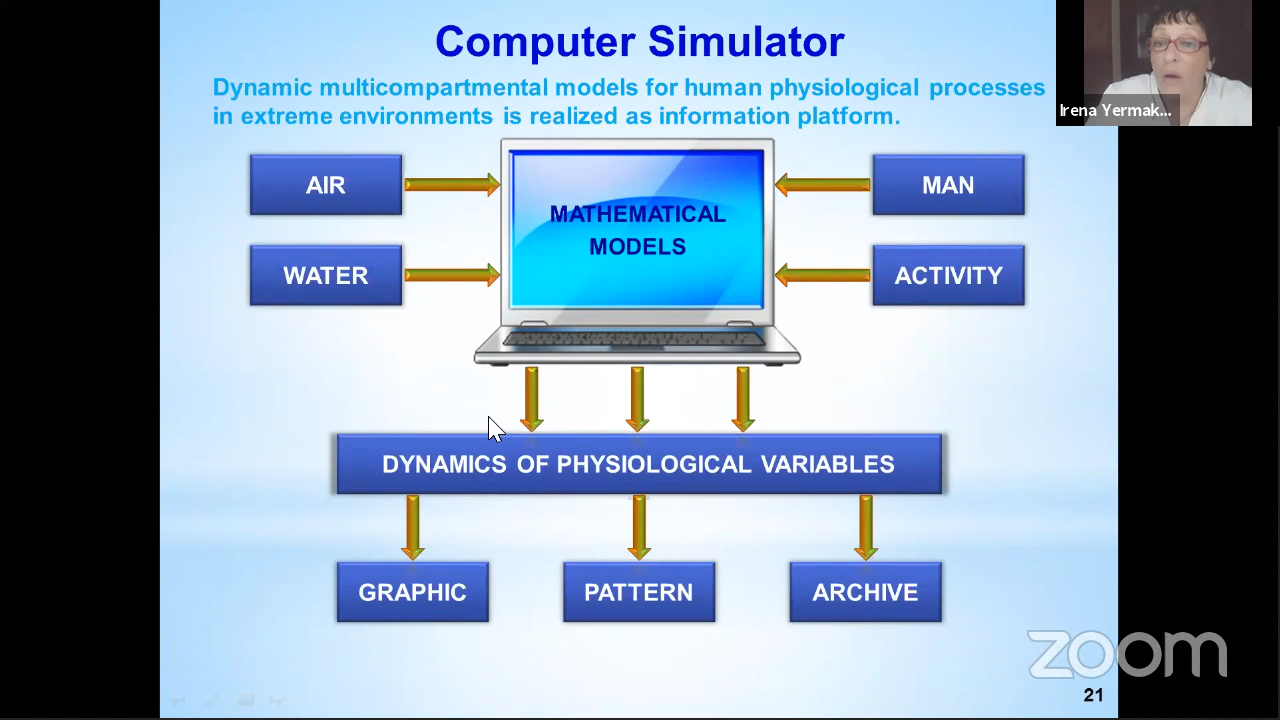 Computer Simulator
Dynamic multicompartmental models for human physiological processes
in extreme environments is realized as information platform.
Irena Yermak...
AIR
MATHEMATICAL
MODELS
MAN
WATER
ACTIVITY
DYNAMICS OF PHYSIOLOGICAL VARIABLES
GRAPHIC
PATTERN
ARCHIVE
zoom
21